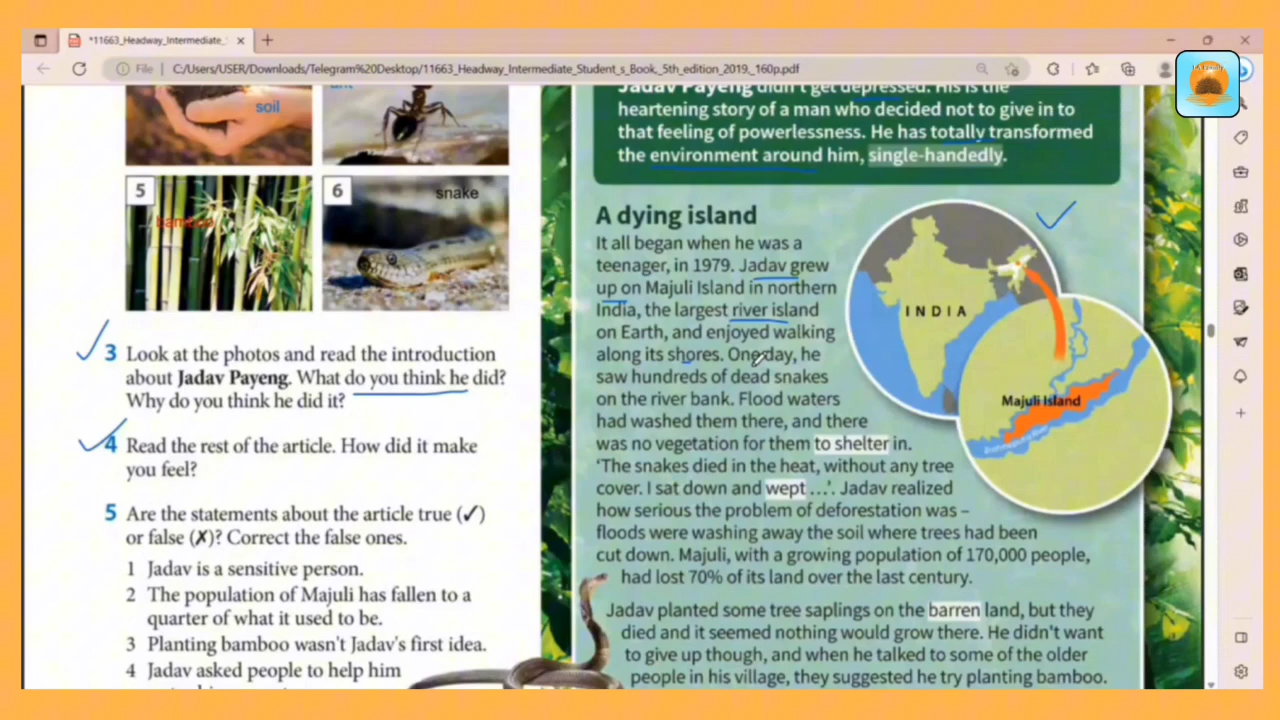 *11663_Headway_Intermediate_
File
C:/Users/USER/Downloads/Telegram%20Desktop/11663_Headway_Intermediate_Student_s_Book,_5th_edition_2019,_160p.pdf
soil
ant
5
bamboo
6
snake
3 Look at the photos and read the introduction
about Jadav Payeng. What do you think he did?
Why do you think he did it?
4 Read the rest of the article. How did it make
you feel?
5 Are the statements about the article true (✓)
or false (✗)? Correct the false ones.
1 Jadav is a sensitive person.
2 The population of Majuli has fallen to a
quarter of what it used to be.
3 Planting bamboo wasn't Jadav's first idea.
4 Jadav asked people to help him
Jadav Payeng didn't get depressed. His is the
heartening story of a man who decided not to give in to
that feeling of powerlessness. He has totally transformed
the environment around him, single-handedly.
A dying island
It all began when he was a
teenager, in 1979. Jadav grew
up on Majuli Island in northern
India, the largest river island
on Earth, and enjoyed walking
along its shores. One day, he
saw hundreds of dead snakes
on the river bank. Flood waters
had washed them there, and there
was no vegetation for them to shelter in.
‘The snakes died in the heat, without any tree
cover. I sat down and wept …’. Jadav realized
how serious the problem of deforestation was –
floods were washing away the soil where trees had been
cut down. Majuli, with a growing population of 170,000 people,
had lost 70% of its land over the last century.
Jadav planted some tree saplings on the barren land, but they
died and it seemed nothing would grow there. He didn't want
to give up though, and when he talked to some of the older
people in his village, they suggested he try planting bamboo.
INDIA
Majuli Island